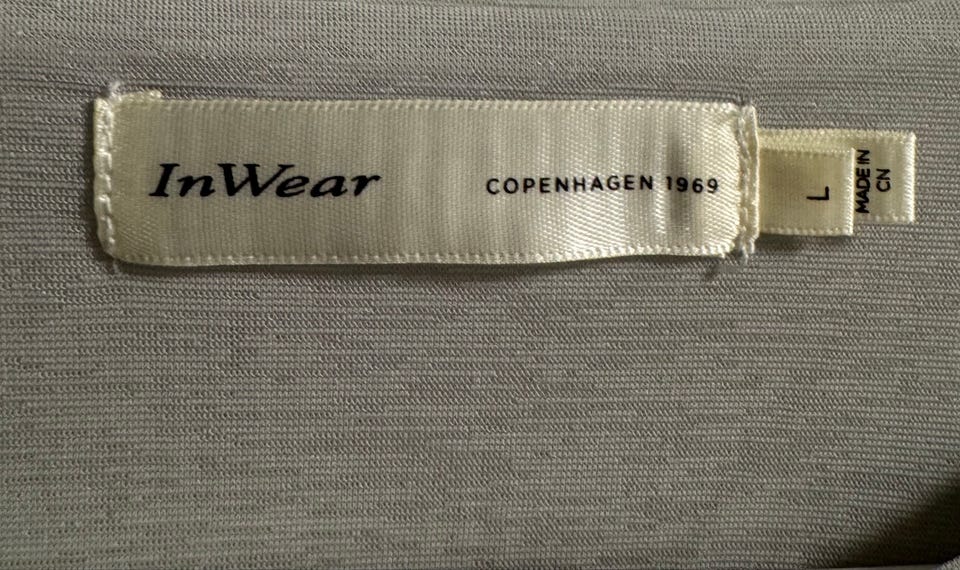 InWear
COPENHAGEN 1969
L
MADE IN
CN